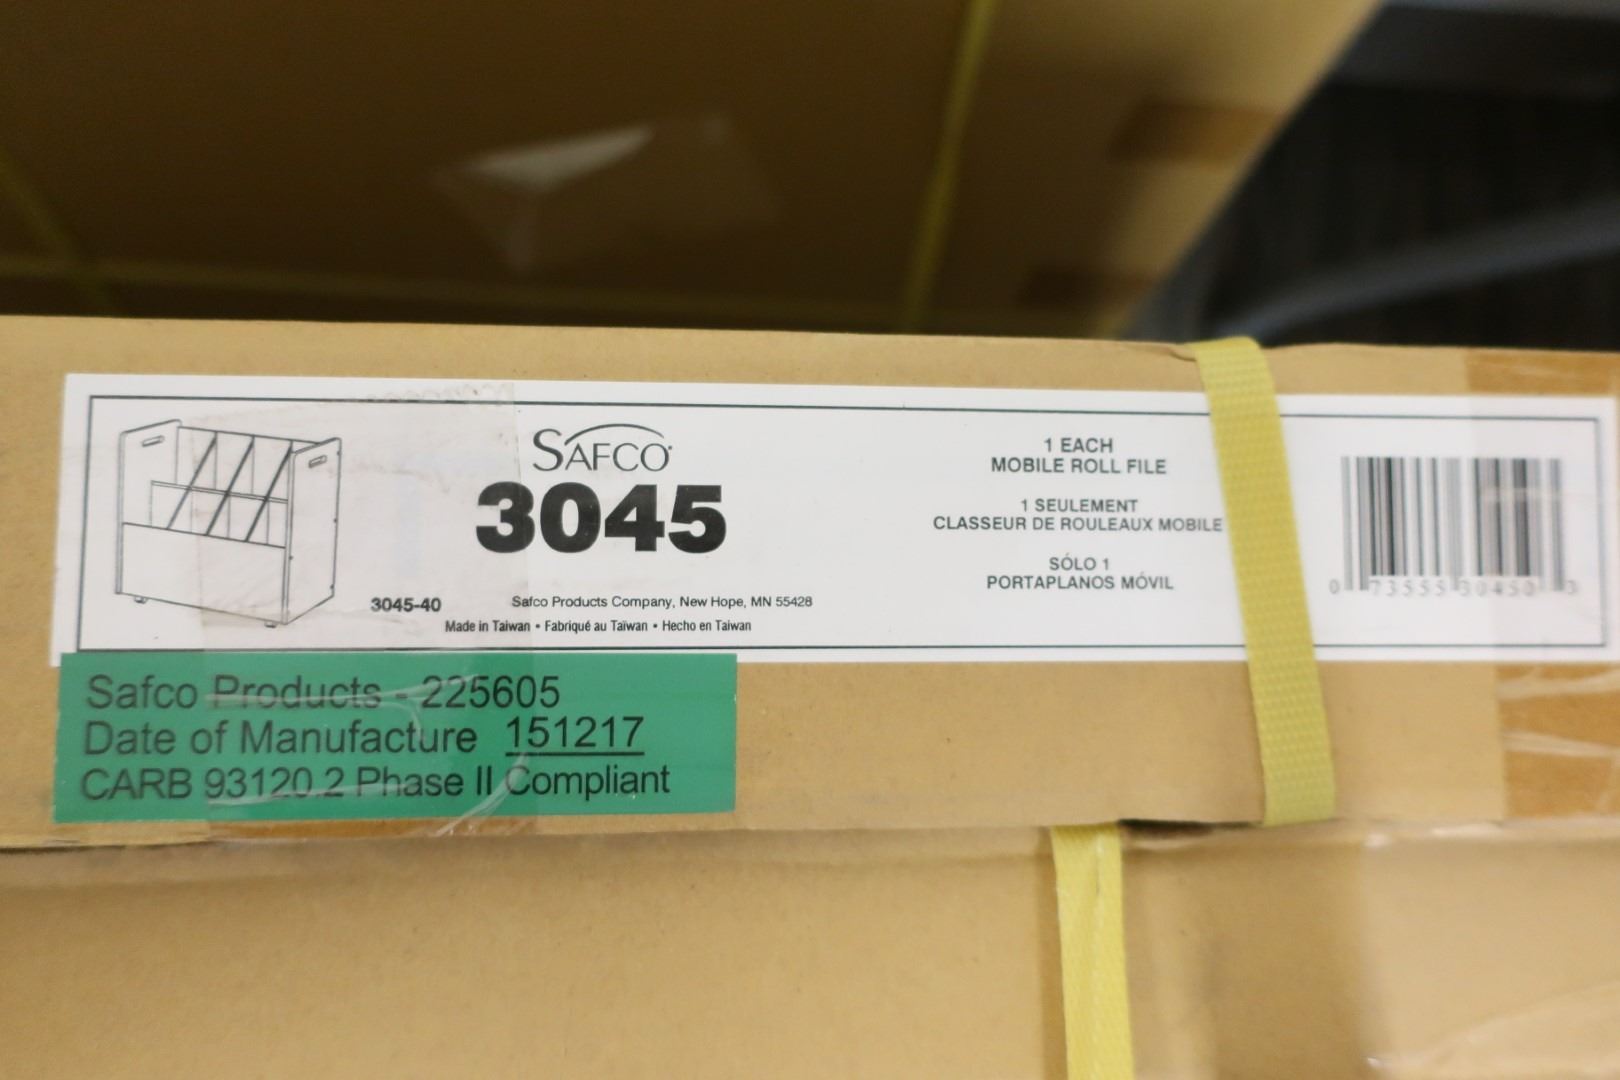 SAFCO
3045
3045-40
Safco Products Company, New Hope, MN 55428
Made in Taiwan • Fabriqué au Taïwan • Hecho en Taiwan
1 EACH
MOBILE ROLL FILE
1 SEULEMENT
CLASSEUR DE ROULEAUX MOBILE
SÓLO 1
PORTAPLANOS MÓVIL
0 73555 30450 3
Safco Products - 225605
Date of Manufacture 151217
CARB 93120.2 Phase II Compliant